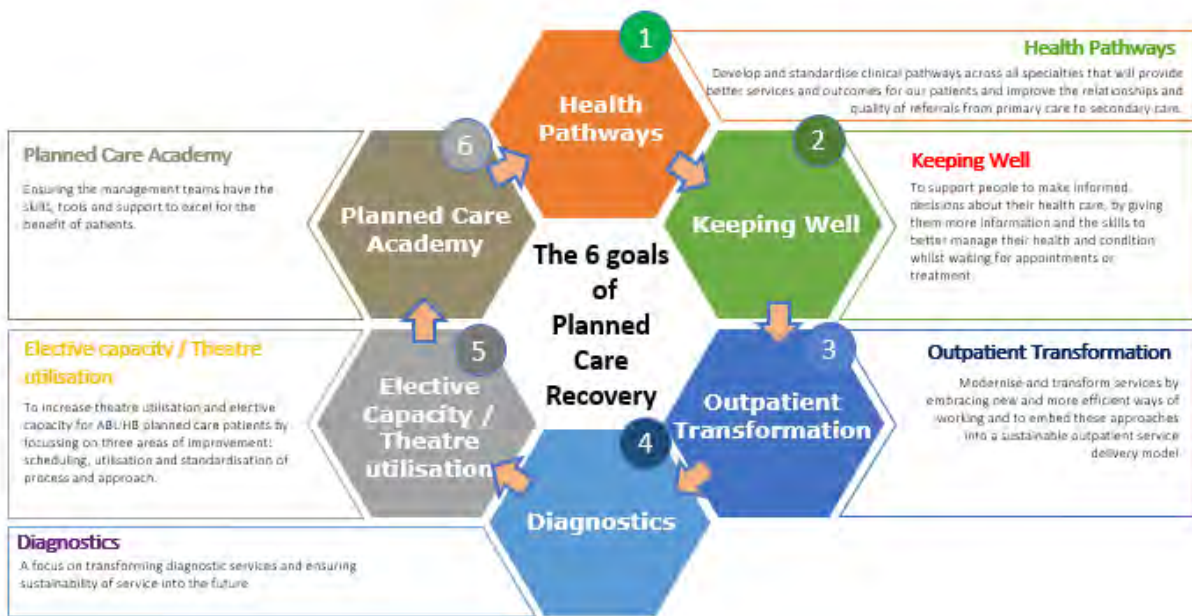 1
Health
Pathways
Health Pathways
Develop and standardise clinical pathways across all specialties that will provide
better services and outcomes for our patients and improve the relationships and
quality of referrals from primary care to secondary care.
2
Keeping Well
Keeping Well
To support people to make informed
decisions about their health care, by giving
them more information and the skills to
better manage their health and condition
whilst waiting for appointments or
treatment
3
Outpatient
Transformation
Outpatient Transformation
Modernise and transform services by
embracing new and more efficient ways of
working and to embed these approaches
into a sustainable outpatient service
delivery model
4
Diagnostics
Diagnostics
A focus on transforming diagnostic services and ensuring
sustainability of service into the future
5
Elective
Capacity /
Theatre
utilisation
Elective capacity / Theatre
utilisation
To increase theatre utilisation and elective
capacity for ABUHB planned care patients by
focussing on three areas of improvement:
scheduling, utilisation and standardisation of
process and approach.
6
Planned Care
Academy
Planned Care Academy
Ensuring the management teams have the
skills, tools and support to excel for the
benefit of patients.
The 6 goals
of
Planned
Care
Recovery